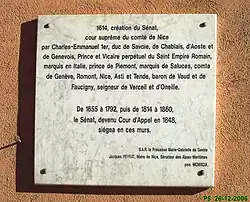 1614, création du Sénat,
cour suprême du comté de Nice
par Charles-Emmanuel 1er, duc de Savoie, de Chablais, d'Aoste et
de Genevois, Prince et Vicaire perpétuel du Saint Empire Romain,
marquis en Italie, prince de Piemont, marquis de Saluces, comte
de Genève, Romont, Nice, Asti et Tende, baron de Vaud et de
Faucigny, seigneur de Verceil et d'Oneille.
De 1655 à 1792, puis de 1814 à 1860,
le Sénat, devenu Cour d'Appel en 1848,
siégea en ces murs.
S.A.R. la Princesse Marie-Gabrielle de Savoie
Jacques PEYRAT, Maire de Nice, Sénateur des Alpes-Maritimes
pos. MCMXCIX.
PS 26-12-200